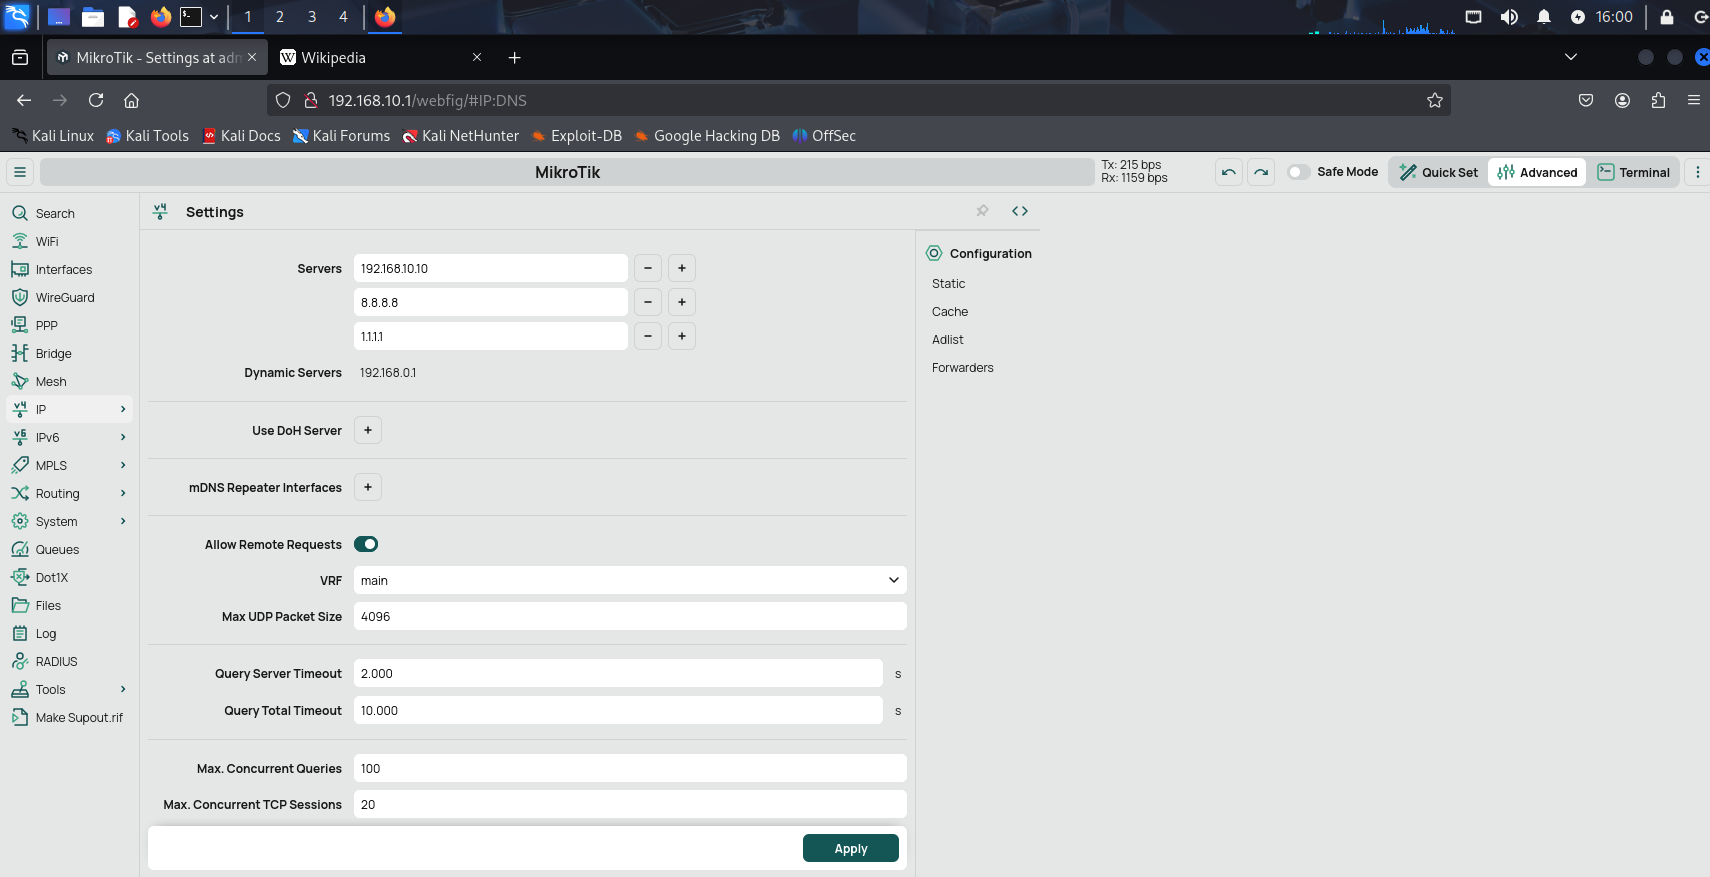 1 2 3 4 16:00
MikroTik - Settings at adm
Wikipedia
192.168.10.1/webfig/#IP:DNS
Kali Linux Kali Tools Kali Docs Kali Forums Kali NetHunter Exploit-DB Google Hacking DB OffSec
MikroTik
Tx: 215 bps
Rx: 1159 bps
Safe Mode
Quick Set
Advanced
Terminal
Search
WiFi
Interfaces
WireGuard
PPP
Bridge
Mesh
IP
IPv6
MPLS
Routing
System
Queues
Dot1X
Files
Log
RADIUS
Tools
Make Supout.rif
Settings
Servers 192.168.10.10 − +
8.8.8.8 − +
1.1.1.1 − +
Dynamic Servers 192.168.0.1
Use DoH Server +
mDNS Repeater Interfaces +
Allow Remote Requests
VRF main
Max UDP Packet Size 4096
Query Server Timeout 2.000 s
Query Total Timeout 10.000 s
Max. Concurrent Queries 100
Max. Concurrent TCP Sessions 20
Apply
Configuration
Static
Cache
Adlist
Forwarders